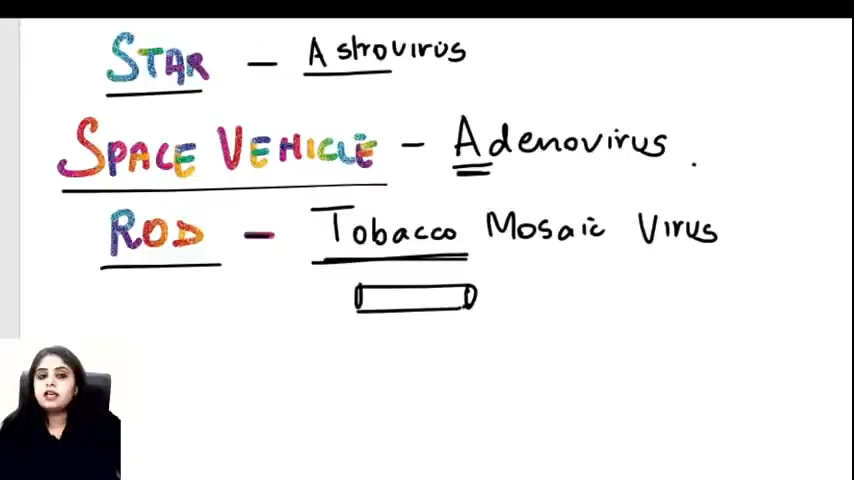 STAR - Astrovirus
SPACE VEHICLE - Adenovirus.
ROD - Tobacco Mosaic Virus